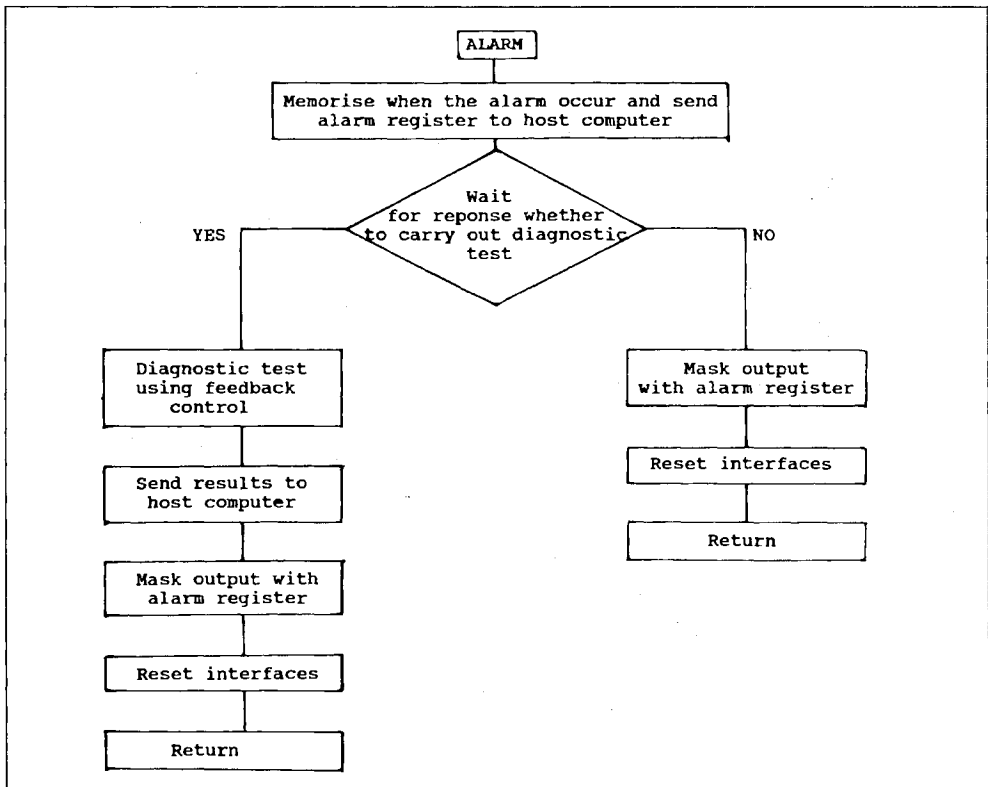 ALARM
Memorise when the alarm occur and send
alarm register to host computer
Wait
for reponse whether
to carry out diagnostic
test
YES
NO
Diagnostic test
using feedback
control
Send results to
host computer
Mask output with
alarm register
Reset interfaces
Return
Mask output
with alarm register
Reset interfaces
Return